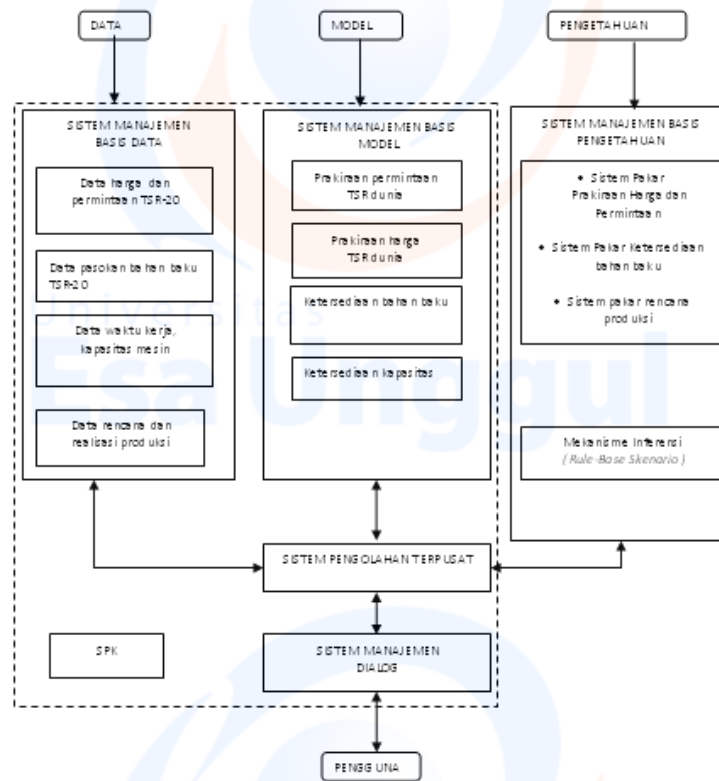 DATA
MODEL
PENGETAHUAN
SISTEM MANAJEMEN
BASIS DATA
Data harga dan
permintaan TSR-20
Data pasokan bahan baku
TSR-20
Data waktu kerja,
kapasitas mesin
Data rencana dan
realisasi produksi
SISTEM MANAJEMEN BASIS
MODEL
Prakiraan permintaan
TSR dunia
Prakiraan harga
TSR dunia
Ketersediaan bahan baku
Ketersediaan kapasitas
SISTEM MANAJEMEN BASIS
PENGETAHUAN
• Sistem Pakar
Prakiraan Harga dan
Permintaan
• Sistem Pakar Ketersediaan
bahan baku
• Sistem pakar rencana
produksi
Mekanisme Inferensi
( Rule-Base Skenario )
SISTEM PENGOLAHAN TERPUSAT
SPK
SISTEM MANAJEMEN
DIALOG
PENGGUNA
Universitas
Esa Unggul